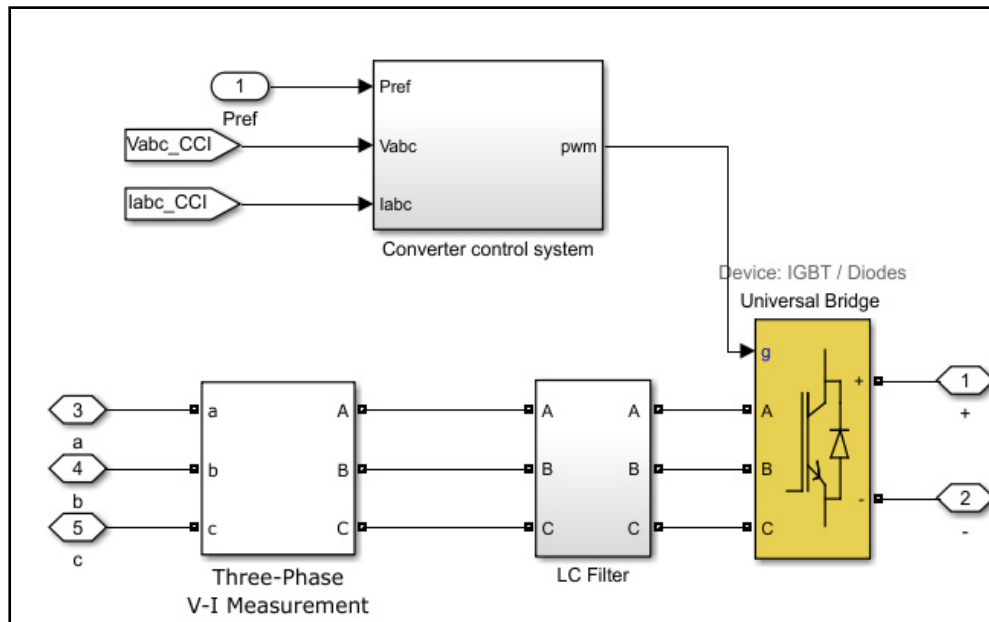 1
Pref
Vabc_CCI
Iabc_CCI
Pref
Vabc
Iabc
pwm
Converter control system
Device: IGBT / Diodes
Universal Bridge
g
A
B
C
+
-
1
+
2
-
3
a
4
b
5
c
a
b
c
A
B
C
Three-Phase
V-I Measurement
A
B
C
A
B
C
LC Filter